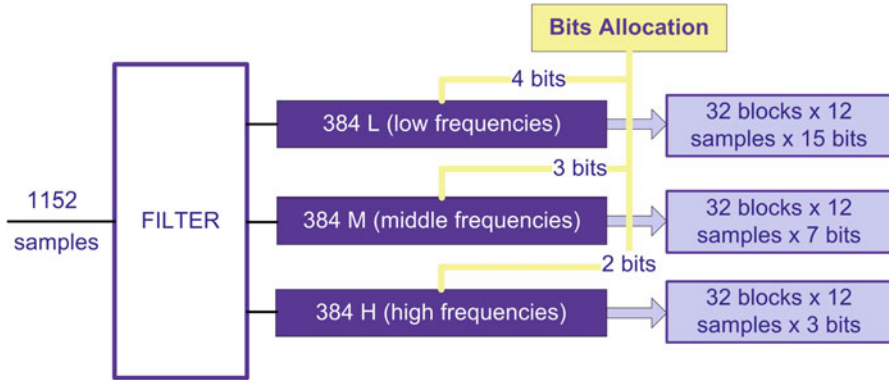 Bits Allocation
4 bits
384 L (low frequencies)
32 blocks x 12
samples x 15 bits
3 bits
1152
samples
FILTER
384 M (middle frequencies)
32 blocks x 12
samples x 7 bits
2 bits
384 H (high frequencies)
32 blocks x 12
samples x 3 bits